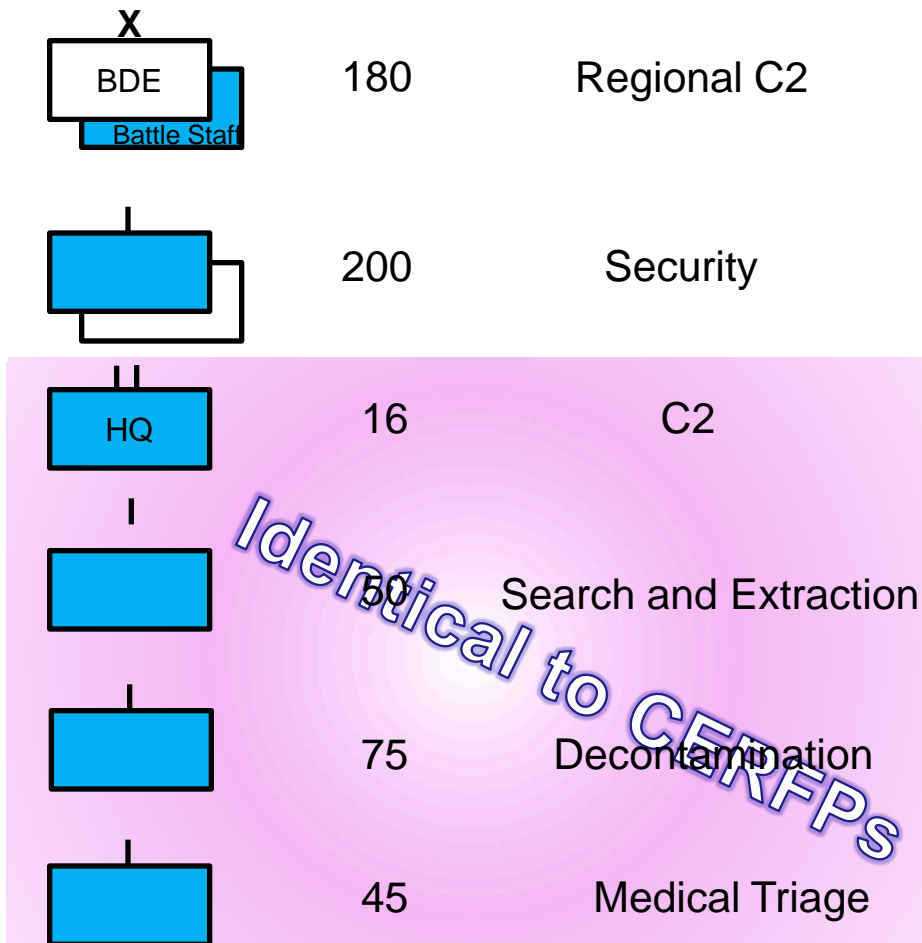 X
BDE 180 Regional C2
Battle Staff
200 Security
HQ 16 C2
50 Search and Extraction
75 Decontamination
45 Medical Triage
Identical to CERFPs